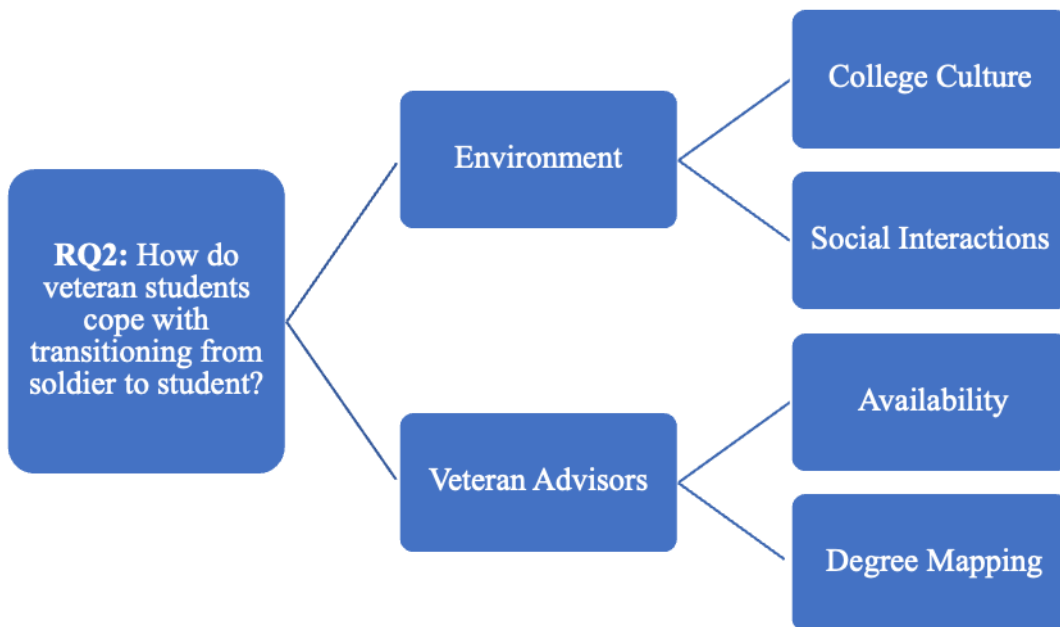 RQ2: How do
veteran students
cope with
transitioning from
soldier to student?
Environment
College Culture
Social Interactions
Veteran Advisors
Availability
Degree Mapping